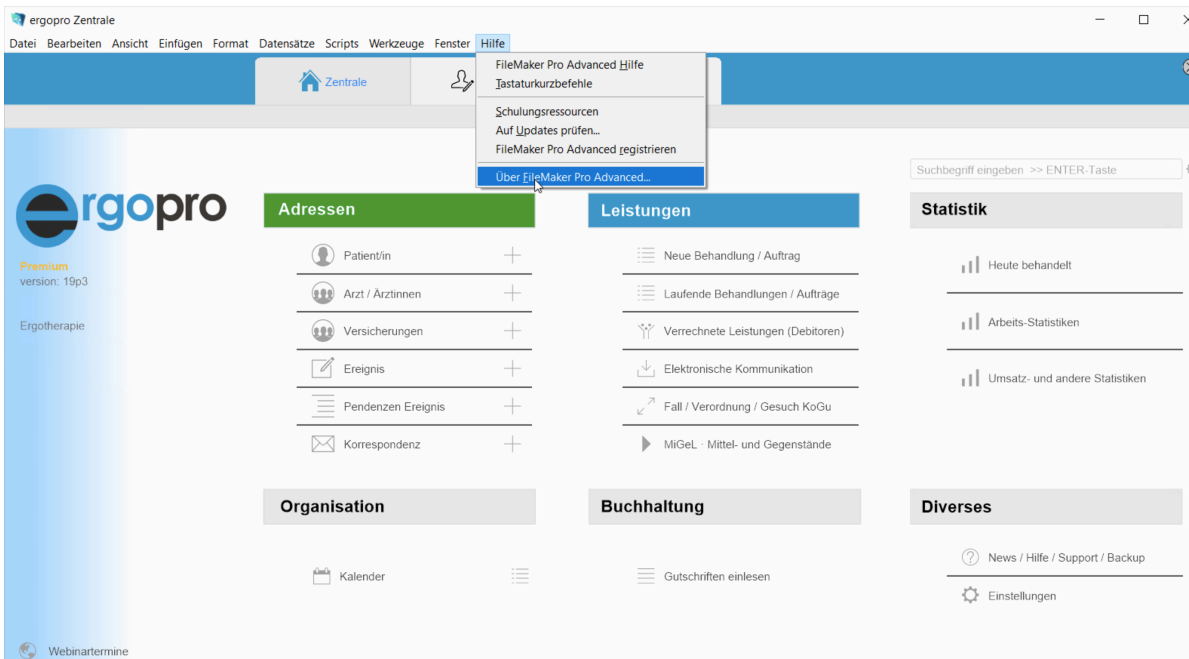 ergopro Zentrale
Datei Bearbeiten Ansicht Einfügen Format Datensätze Scripts Werkzeuge Fenster Hilfe
FileMaker Pro Advanced Hilfe
Tastaturkurzbefehle
Schulungsressourcen
Auf Updates prüfen...
FileMaker Pro Advanced registrieren
Über FileMaker Pro Advanced...
Zentrale
Suchbegriff eingeben >> ENTER-Taste
ergopro
Premium
version: 19p3
Ergotherapie
Adressen
Patient/in
Arzt / Ärztinnen
Versicherungen
Ereignis
Pendenzen Ereignis
Korrespondenz
Leistungen
Neue Behandlung / Auftrag
Laufende Behandlungen / Aufträge
Verrechnete Leistungen (Debitoren)
Elektronische Kommunikation
Fall / Verordnung / Gesuch KoGu
MiGeL · Mittel- und Gegenstände
Statistik
Heute behandelt
Arbeits-Statistiken
Umsatz- und andere Statistiken
Organisation
Kalender
Buchhaltung
Gutschriften einlesen
Diverses
News / Hilfe / Support / Backup
Einstellungen
Webinartermine